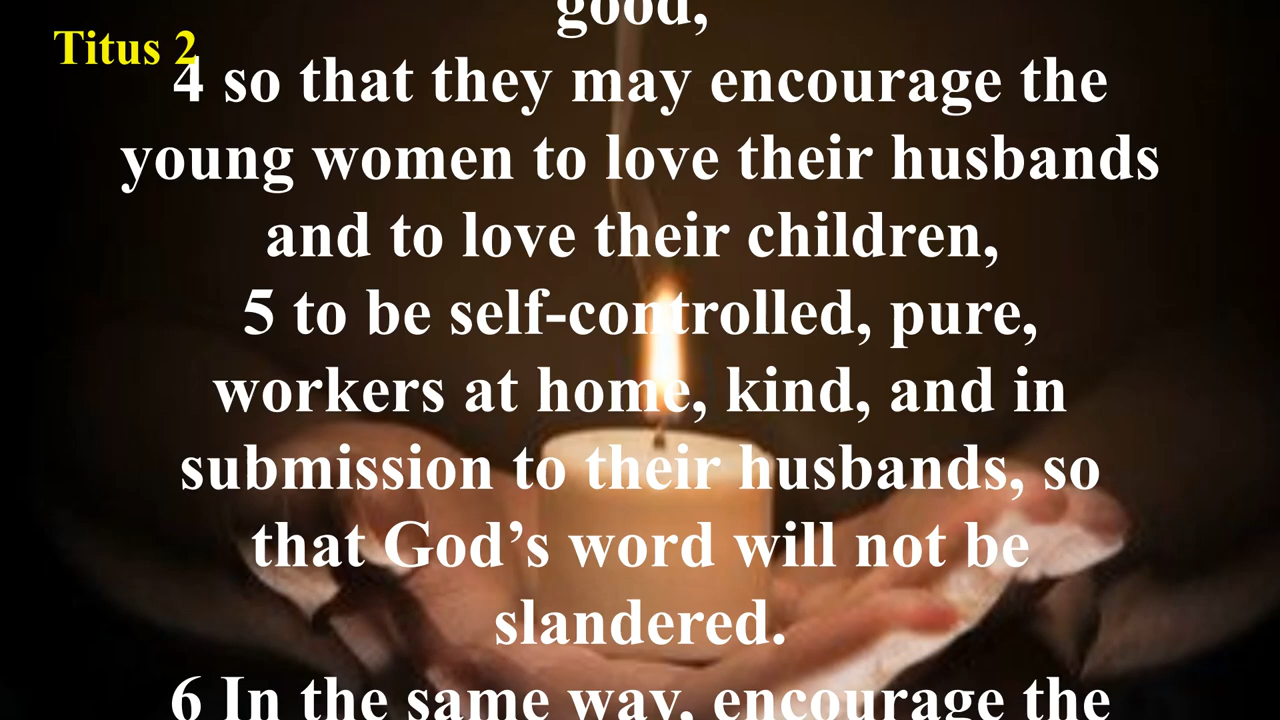 good,
Titus 2
4 so that they may encourage the
young women to love their husbands
and to love their children,
5 to be self-controlled, pure,
workers at home, kind, and in
submission to their husbands, so
that God’s word will not be
slandered.
6 In the same way, encourage the